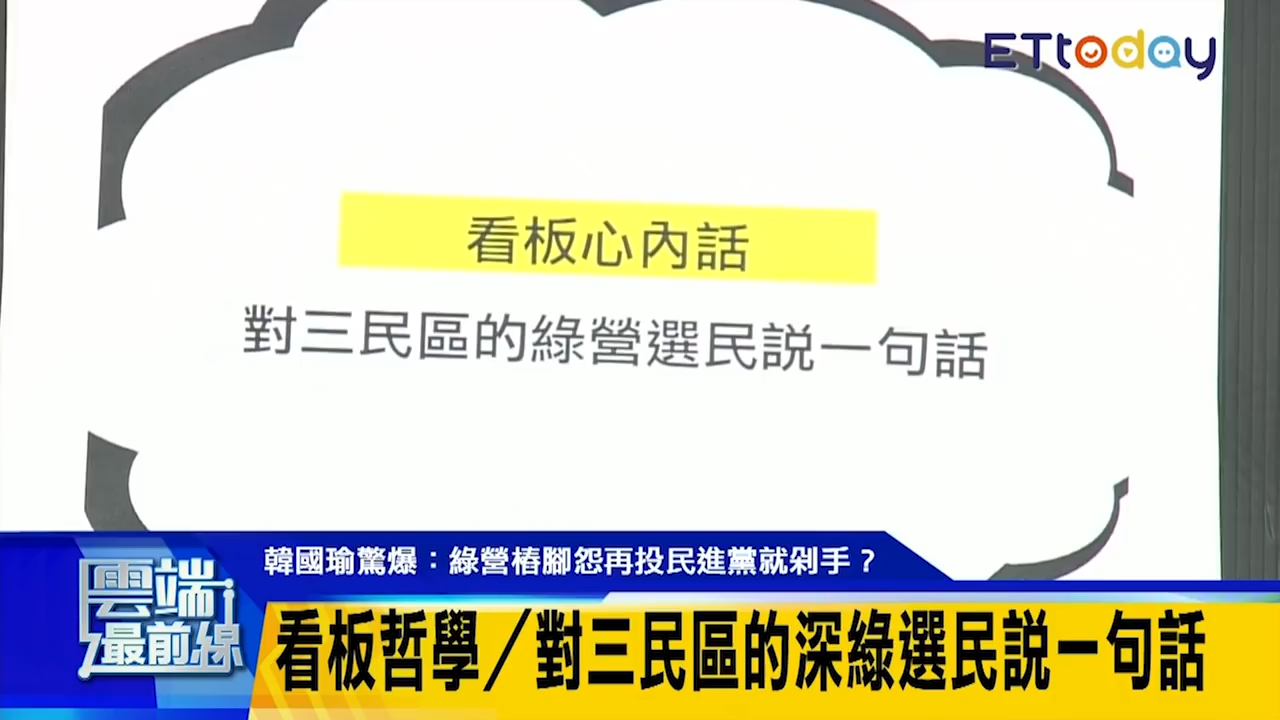 ETtoday
看板心內話
對三民區的綠營選民說一句話
韓國瑜驚爆：綠營樁腳怨再投民進黨就剁手？
雲端最前線
看板哲學／對三民區的深綠選民說一句話